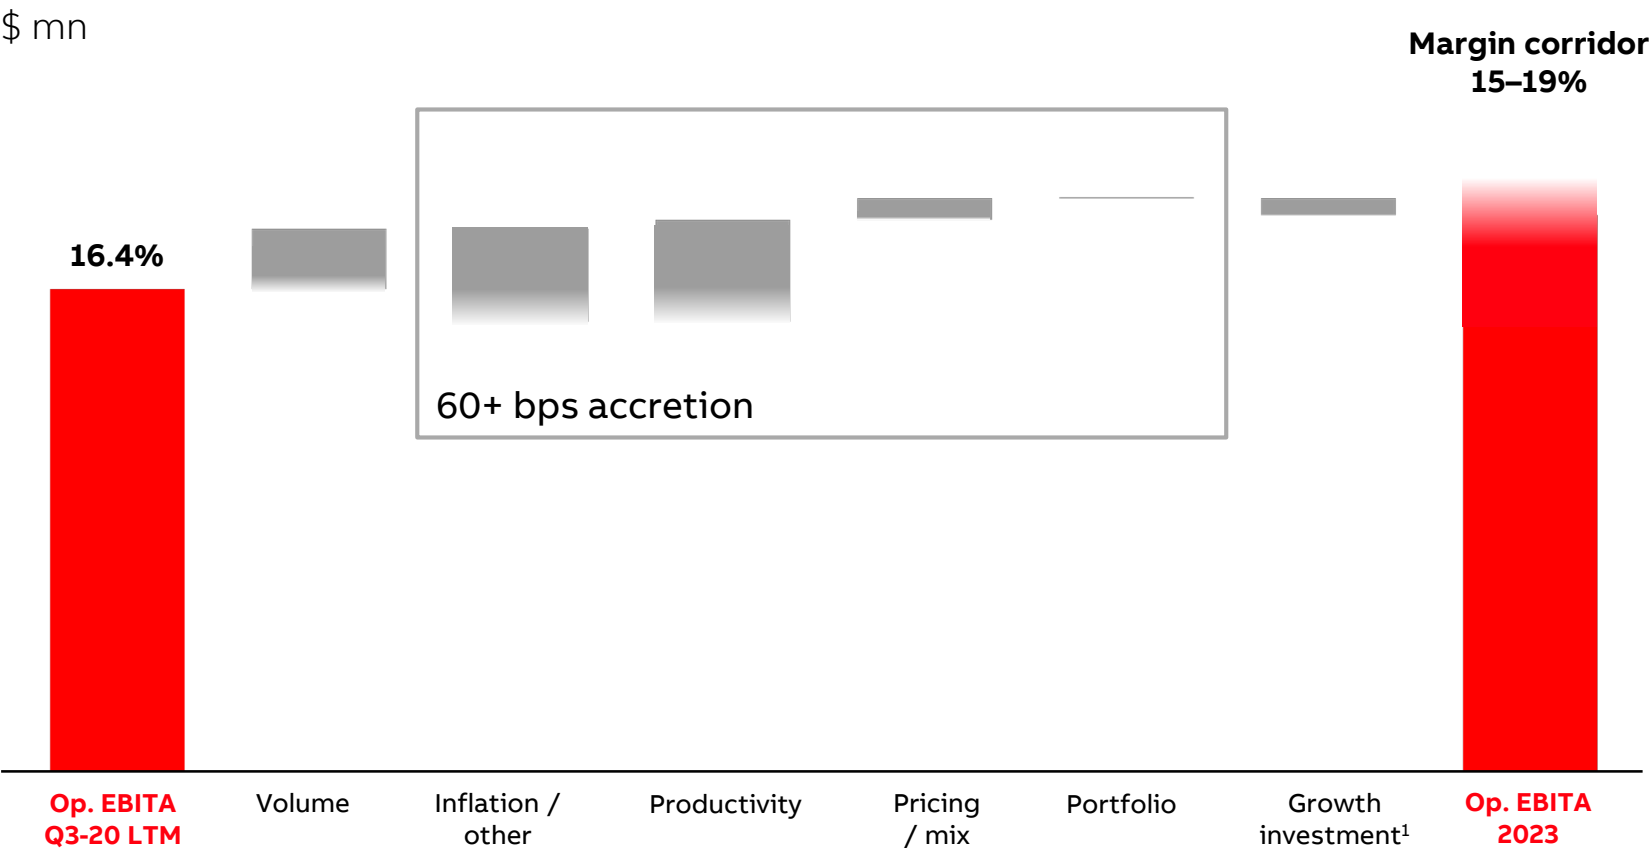 $ mn
Margin corridor
15–19%
16.4%
60+ bps accretion
Op. EBITA
Q3-20 LTM
Volume
Inflation /
other
Productivity
Pricing
/ mix
Portfolio
Growth
investment¹
Op. EBITA
2023